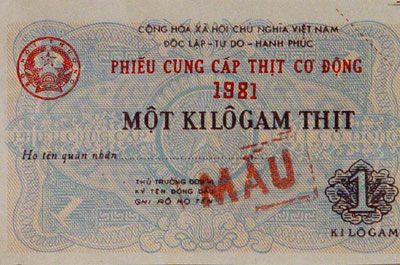 CỘNG HÒA XÃ HỘI CHỦ NGHĨA VIỆT NAM
ĐỘC LẬP - TỰ DO - HẠNH PHÚC
PHIẾU CUNG CẤP THỊT CƠ ĐỘNG
1981
MỘT KILÔGAM THỊT
Họ tên quân nhân
THỦ TRƯỞNG ĐƠN VỊ
KÝ TÊN ĐÓNG DẤU
GHI RÕ HỌ TÊN
MẪU
1
KILÔGAM